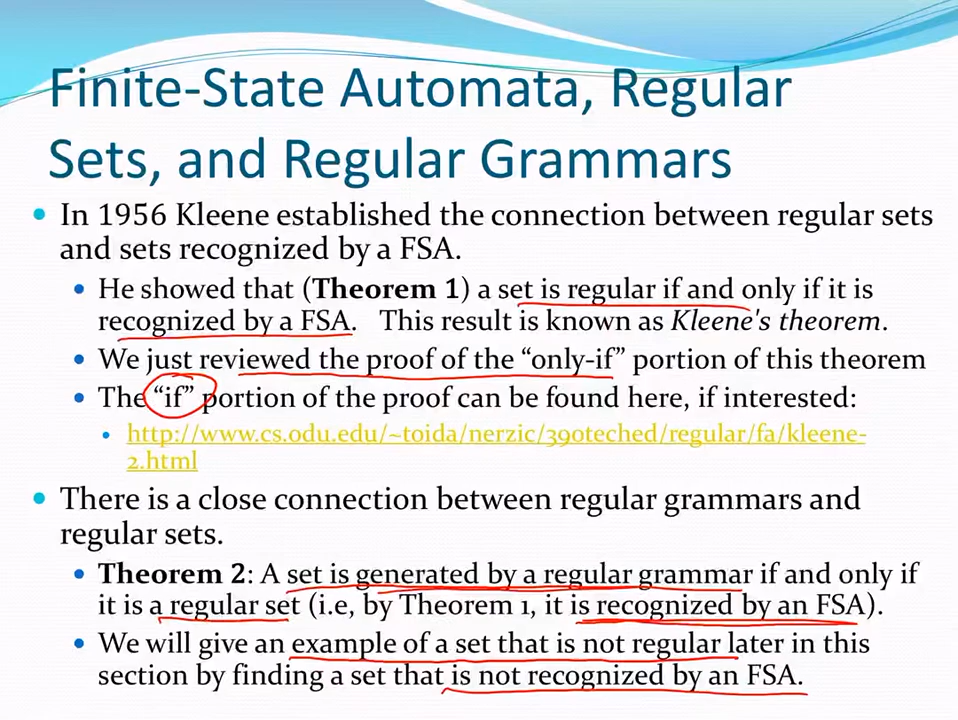 Finite-State Automata, Regular
Sets, and Regular Grammars
• In 1956 Kleene established the connection between regular sets
and sets recognized by a FSA.
• He showed that (Theorem 1) a set is regular if and only if it is
recognized by a FSA. This result is known as Kleene's theorem.
• We just reviewed the proof of the “only-if” portion of this theorem
• The “if” portion of the proof can be found here, if interested:
• http://www.cs.odu.edu/~toida/nerzic/390teched/regular/fa/kleene-
2.html
• There is a close connection between regular grammars and
regular sets.
• Theorem 2: A set is generated by a regular grammar if and only if
it is a regular set (i.e, by Theorem 1, it is recognized by an FSA).
• We will give an example of a set that is not regular later in this
section by finding a set that is not recognized by an FSA.